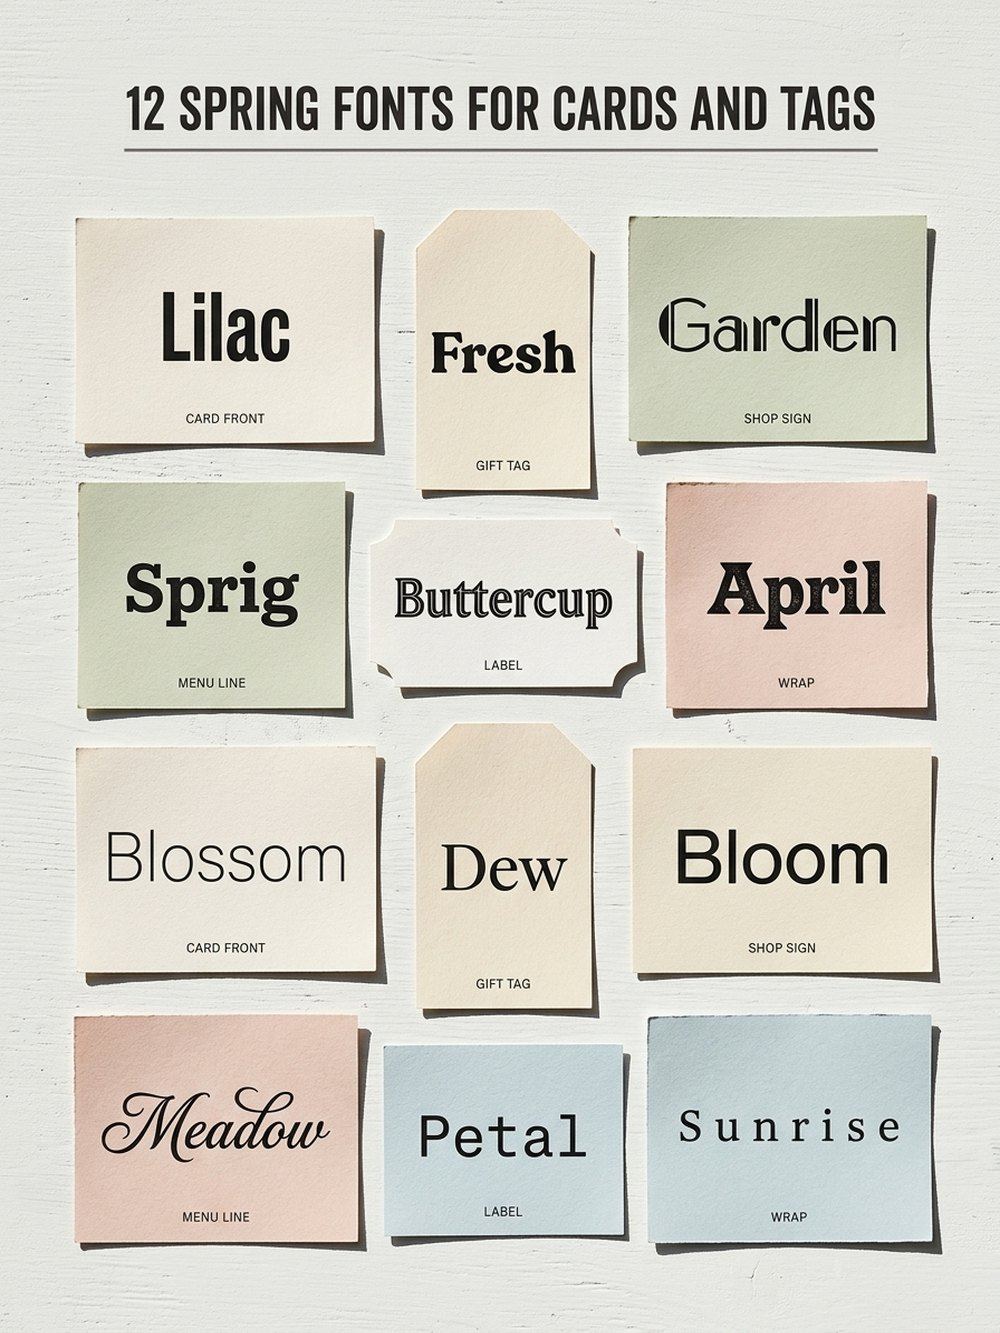 12 SPRING FONTS FOR CARDS AND TAGS
Lilac
CARD FRONT
Fresh
GIFT TAG
Garden
SHOP SIGN
Sprig
MENU LINE
Buttercup
LABEL
April
WRAP
Blossom
CARD FRONT
Dew
GIFT TAG
Bloom
SHOP SIGN
Meadow
MENU LINE
Petal
LABEL
Sunrise
WRAP